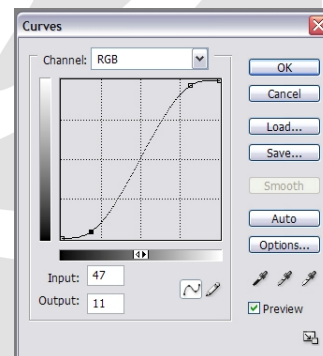 Curves
Channel: RGB
OK
Cancel
Load...
Save...
Smooth
Auto
Options...
Input: 47
Output: 11
Preview